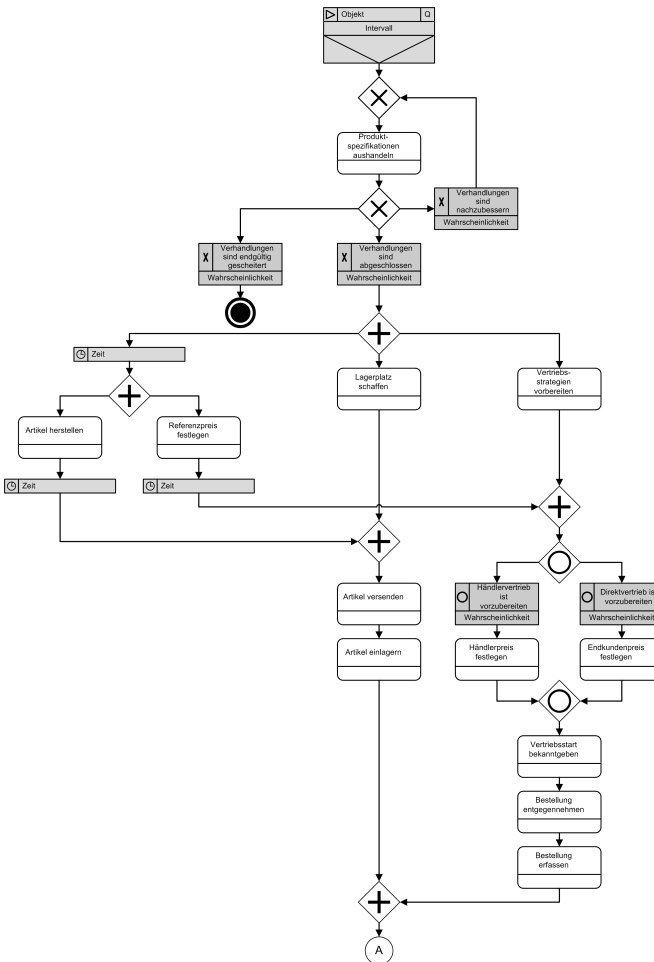 Objekt
Q
Intervall
Produkt-
spezifikationen
aushandeln
X
Verhandlungen
sind
nachzubessern
Wahrscheinlichkeit
X
Verhandlungen
sind endgültig
gescheitert
Wahrscheinlichkeit
X
Verhandlungen
sind
abgeschlossen
Wahrscheinlichkeit
Zeit
Lagerplatz
schaffen
Vertriebs-
strategien
vorbereiten
Artikel herstellen
Referenzpreis
festlegen
Zeit
Zeit
Artikel versenden
Händlervertrieb
ist
vorzubereiten
Wahrscheinlichkeit
Direktvertrieb is
vorzubereiten
Wahrscheinlichkeit
Artikel einlagern
Händlerpreis
festlegen
Endkundenpreis
festlegen
Vertriebsstart
bekanntgeben
Bestellung
entgegennehmen
Bestellung
erfassen
A